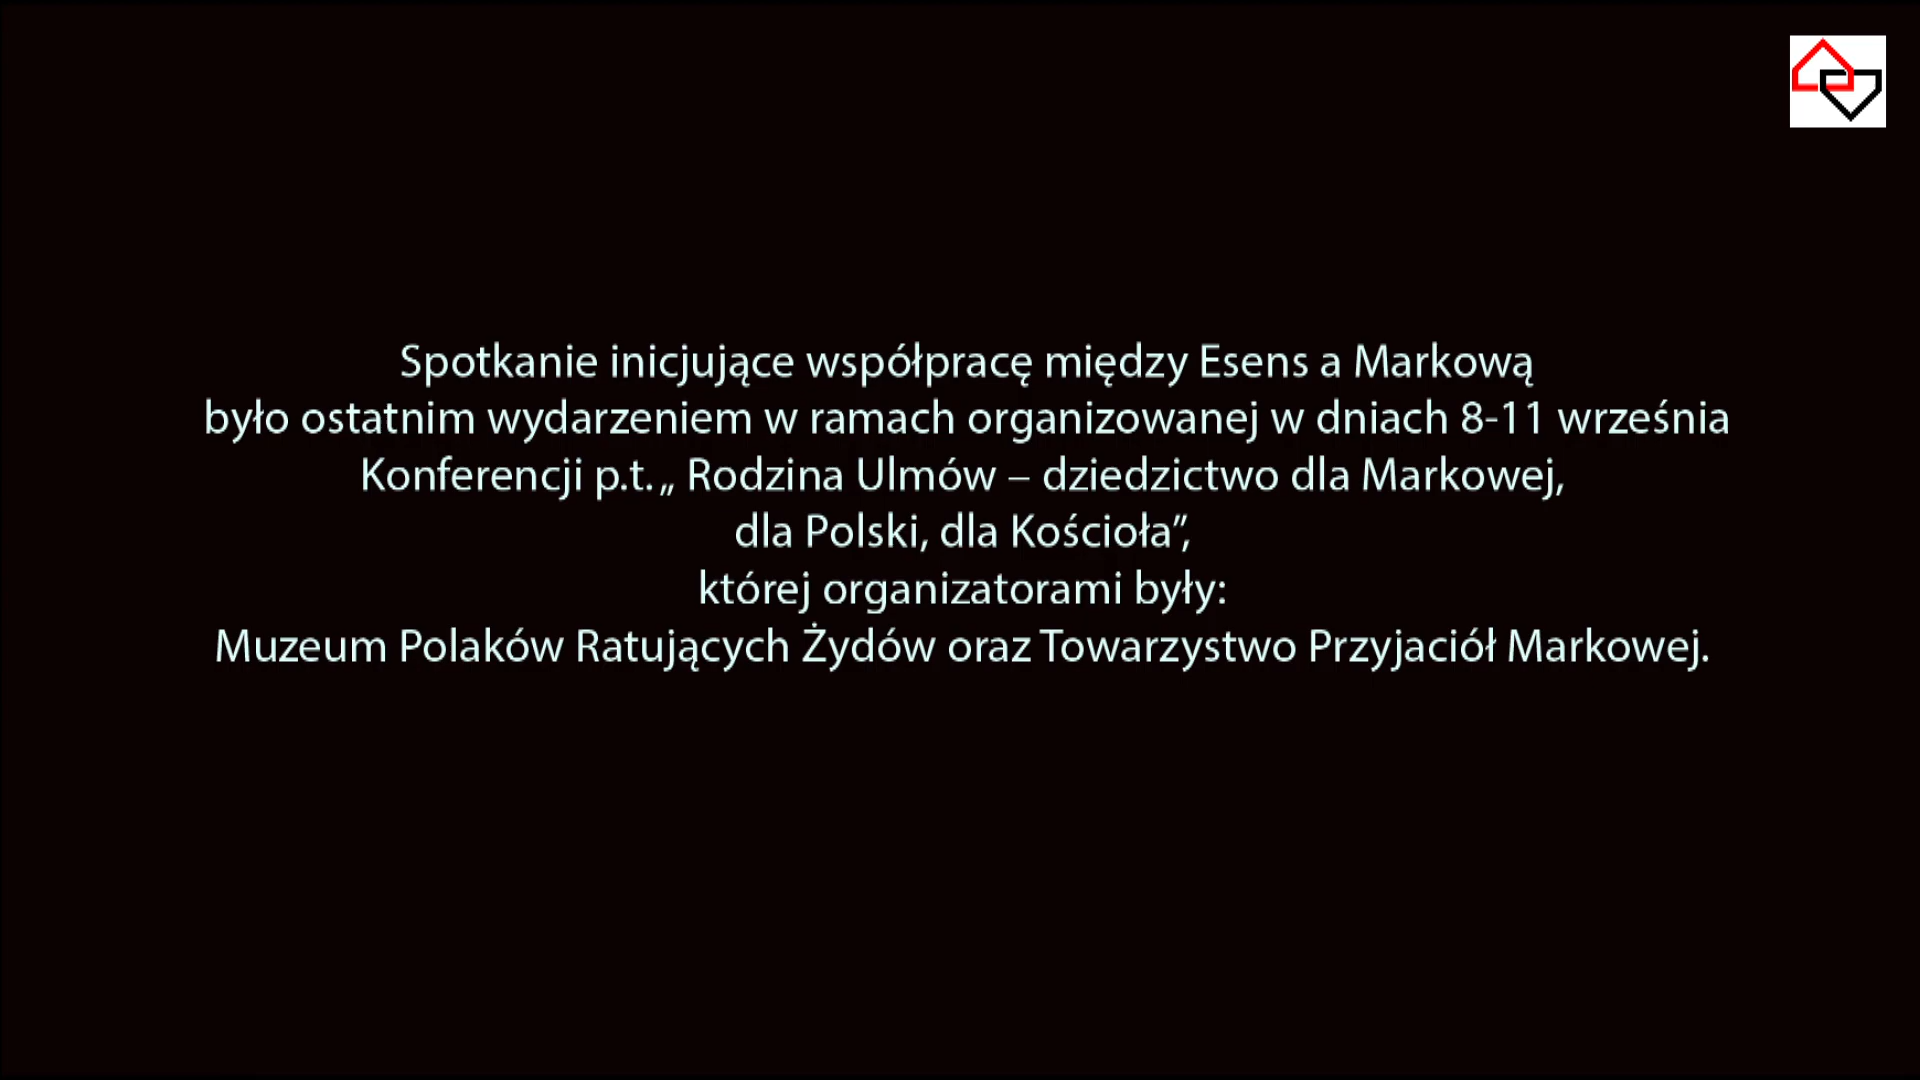 Spotkanie inicjujące współpracę między Esens a Markową
było ostatnim wydarzeniem w ramach organizowanej w dniach 8-11 września
Konferencji p.t. „ Rodzina Ulmów – dziedzictwo dla Markowej,
dla Polski, dla Kościoła”,
której organizatorami były:
Muzeum Polaków Ratujących Żydów oraz Towarzystwo Przyjaciół Markowej.